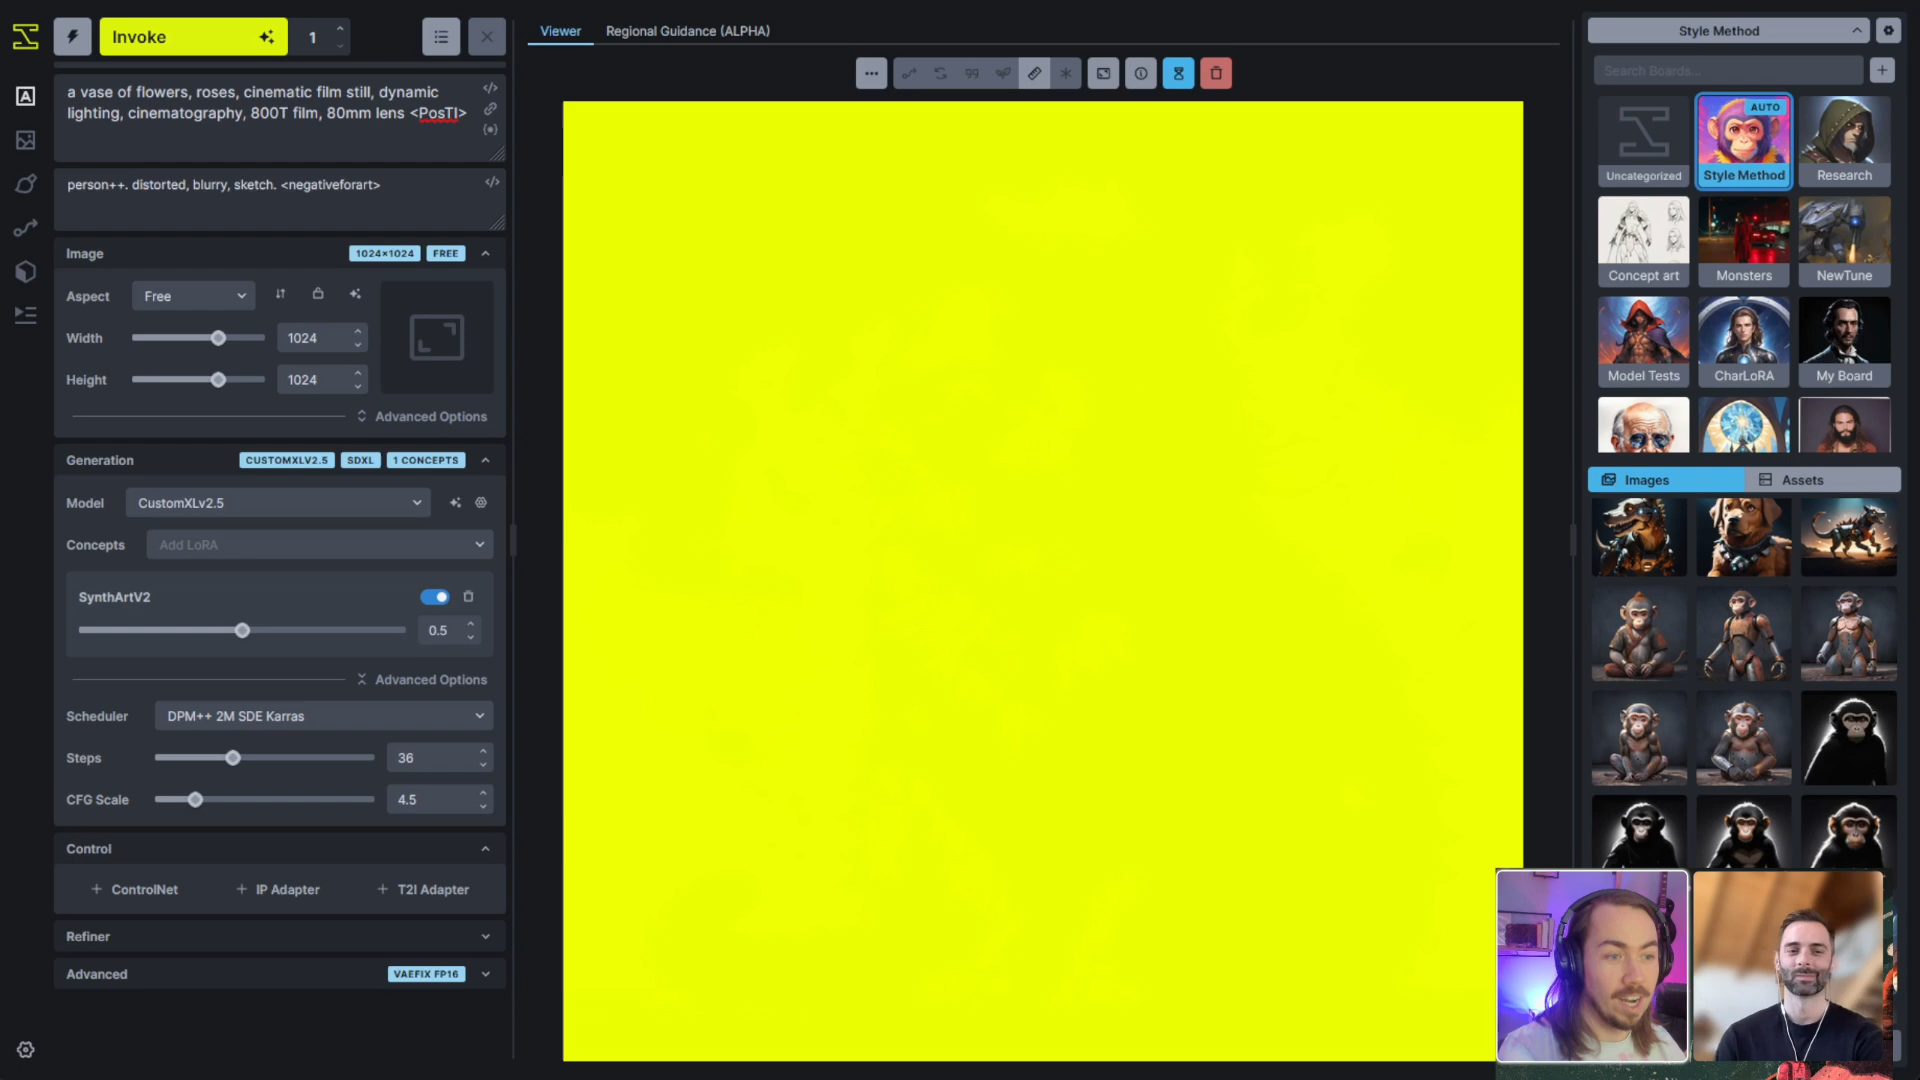 Invoke
1
Viewer
Regional Guidance (ALPHA)
Style Method
Search Boards...
a vase of flowers, roses, cinematic film still, dynamic
lighting, cinematography, 800T film, 80mm lens <PosTI>
person++. distorted, blurry, sketch. <negativeforart>
AUTO
Uncategorized
Style Method
Research
Image
1024×1024
FREE
Concept art
Monsters
NewTune
Aspect
Free
Width
1024
Height
1024
Model Tests
CharLoRA
My Board
Advanced Options
Generation
CUSTOMXLV2.5
SDXL
1 CONCEPTS
Images
Assets
Model
CustomXLv2.5
Concepts
Add LoRA
SynthArtV2
0.5
Advanced Options
Scheduler
DPM++ 2M SDE Karras
Steps
36
CFG Scale
4.5
Control
ControlNet
IP Adapter
T2I Adapter
Refiner
Advanced
VAEFIX FP16